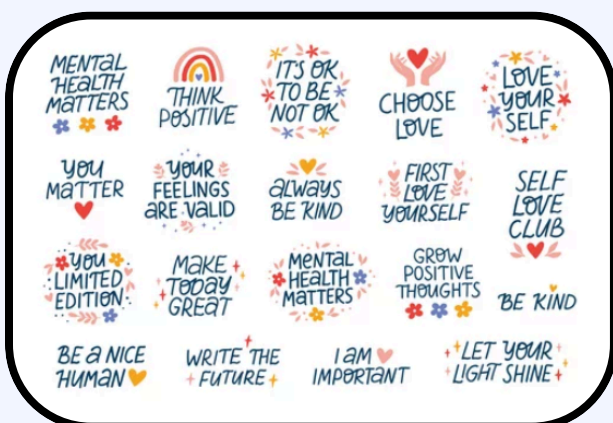 MENTAL
HEALTH
MATTERS
THINK
POSITIVE
IT'S OK
TO BE
NOT OK
CHOOSE
LOVE
LOVE
YOUR
SELF
YOU
MATTER
YOUR
FEELINGS
ARE VALID
ALWAYS
BE KIND
FIRST
LOVE
YOURSELF
SELF
LOVE
CLUB
YOU
LIMITED
EDITION
MAKE
TODAY
GREAT
MENTAL
HEALTH
MATTERS
GROW
POSITIVE
THOUGHTS
BE KIND
BE A NICE
HUMAN
WRITE THE
FUTURE
I AM
IMPORTANT
LET YOUR
LIGHT SHINE